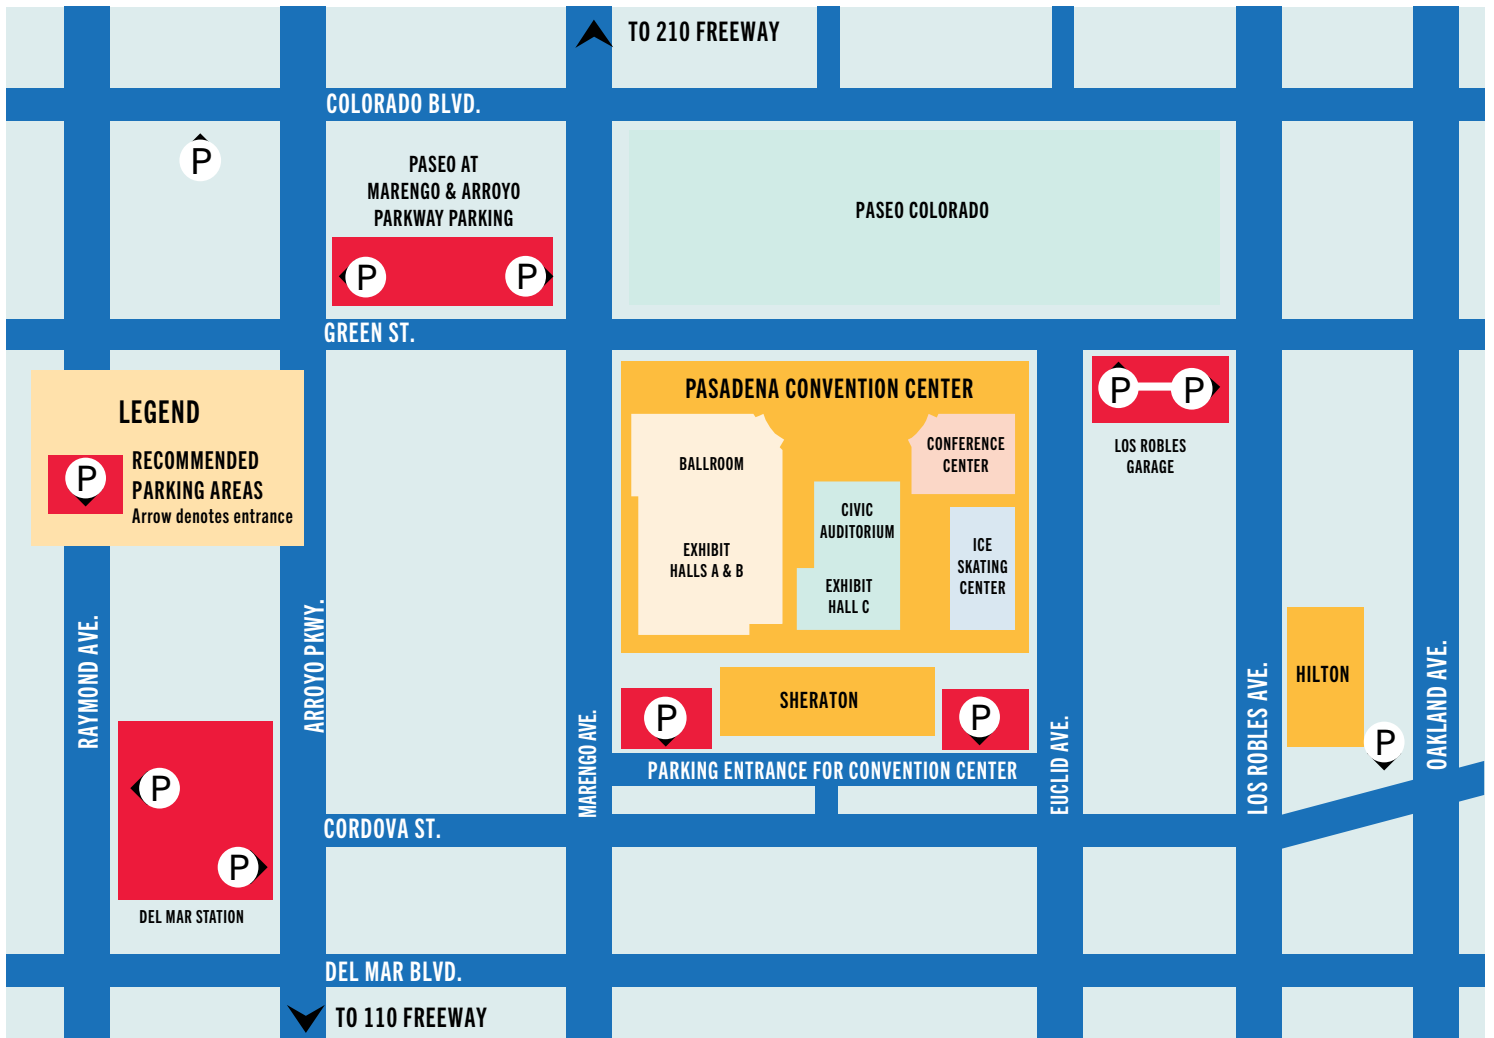 TO 210 FREEWAY
COLORADO BLVD.
P
PASEO AT
MARENGO & ARROYO
PARKWAY PARKING
P
P
PASEO COLORADO
GREEN ST.
LEGEND
P
RECOMMENDED
PARKING AREAS
Arrow denotes entrance
PASADENA CONVENTION CENTER
BALLROOM
EXHIBIT
HALLS A & B
CIVIC
AUDITORIUM
EXHIBIT
HALL C
CONFERENCE
CENTER
ICE
SKATING
CENTER
P
P
LOS ROBLES
GARAGE
RAYMOND AVE.
ARROYO PKWY.
MARENGO AVE.
P
SHERATON
P
EUCLID AVE.
LOS ROBLES AVE.
HILTON
P
OAKLAND AVE.
PARKING ENTRANCE FOR CONVENTION CENTER
P
P
DEL MAR STATION
CORDOVA ST.
DEL MAR BLVD.
TO 110 FREEWAY